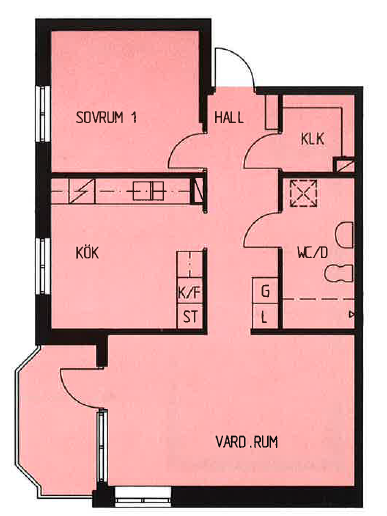 SOVRUM 1
HALL
KLK
KÖK
WC/D
K/F
ST
G
L
VARD.RUM